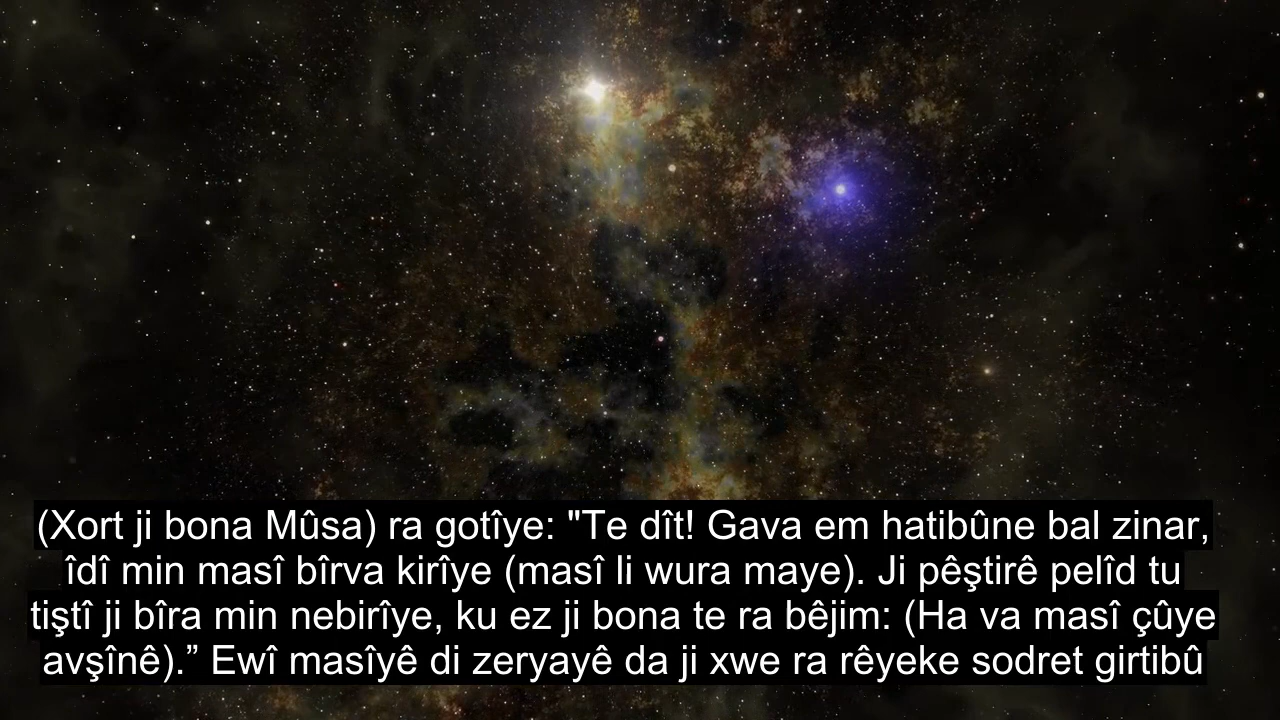 (Xort ji bona Mûsa) ra gotîye: "Te dît! Gava em hatibûne bal zinar,
îdî min masî bîrva kirîye (masî li wura maye). Ji pêştirê pelîd tu
tiştî ji bîra min nebirîye, ku ez ji bona te ra bêjim: (Ha va masî çûye
avşînê).” Ewî masîyê di zeryayê da ji xwe ra rêyeke sodret girtibû